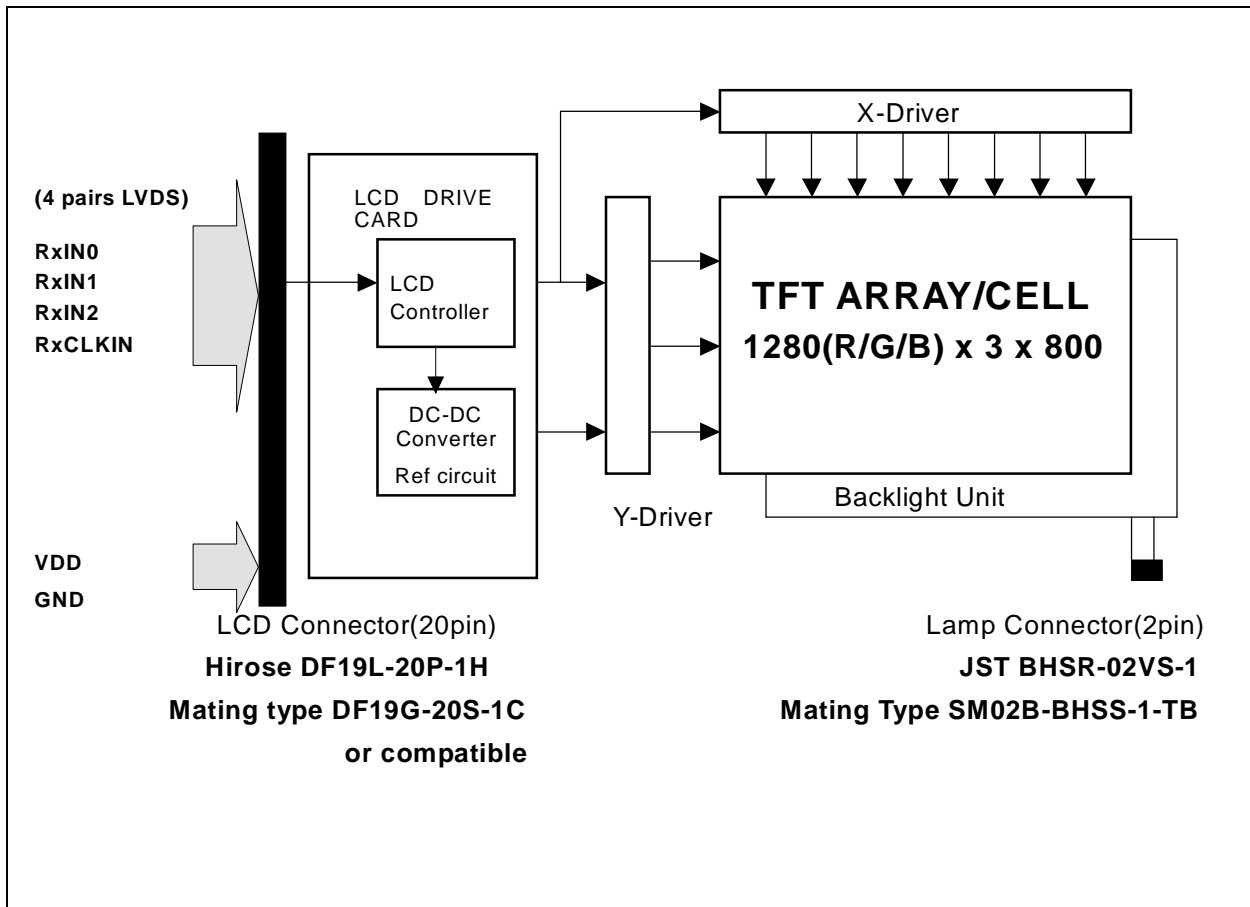 X-Driver
(4 pairs LVDS)
RxIN0
RxIN1
RxIN2
RxCLKIN
LCD DRIVE
CARD
LCD
Controller
DC-DC
Converter
Ref circuit
TFT ARRAY/CELL
1280(R/G/B) x 3 x 800
Y-Driver
Backlight Unit
VDD
GND
LCD Connector(20pin)
Hirose DF19L-20P-1H
Mating type DF19G-20S-1C
or compatible
Lamp Connector(2pin)
JST BHSR-02VS-1
Mating Type SM02B-BHSS-1-TB